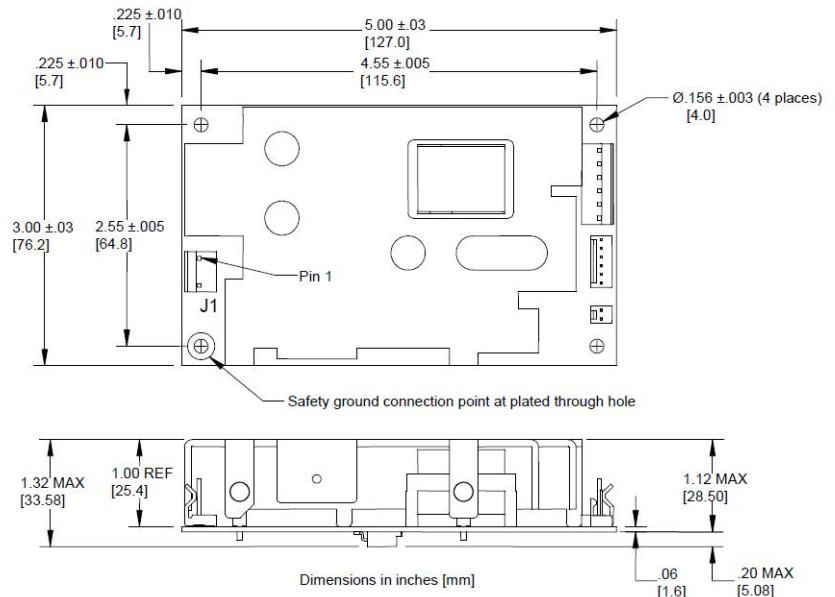 .225 ±.010
[5.7]
5.00 ±.03
[127.0]
.225 ±.010
[5.7]
4.55 ±.005
[115.6]
Ø.156 ±.003 (4 places)
[4.0]
3.00 ±.03
[76.2]
2.55 ±.005
[64.8]
Pin 1
J1
Safety ground connection point at plated through hole
1.32 MAX
[33.58]
1.00 REF
[25.4]
1.12 MAX
[28.50]
Dimensions in inches [mm]
.06
[1.6]
.20 MAX
[5.08]